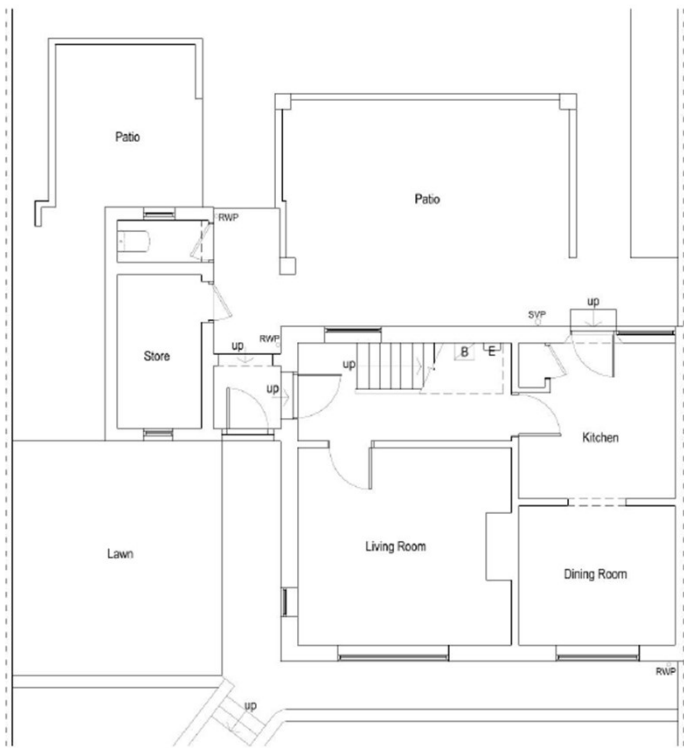 Patio
Patio
RWP
up
SVP
RWP
up
up
B
E
Store
up
Kitchen
Living Room
Lawn
Dining Room
RWP
up